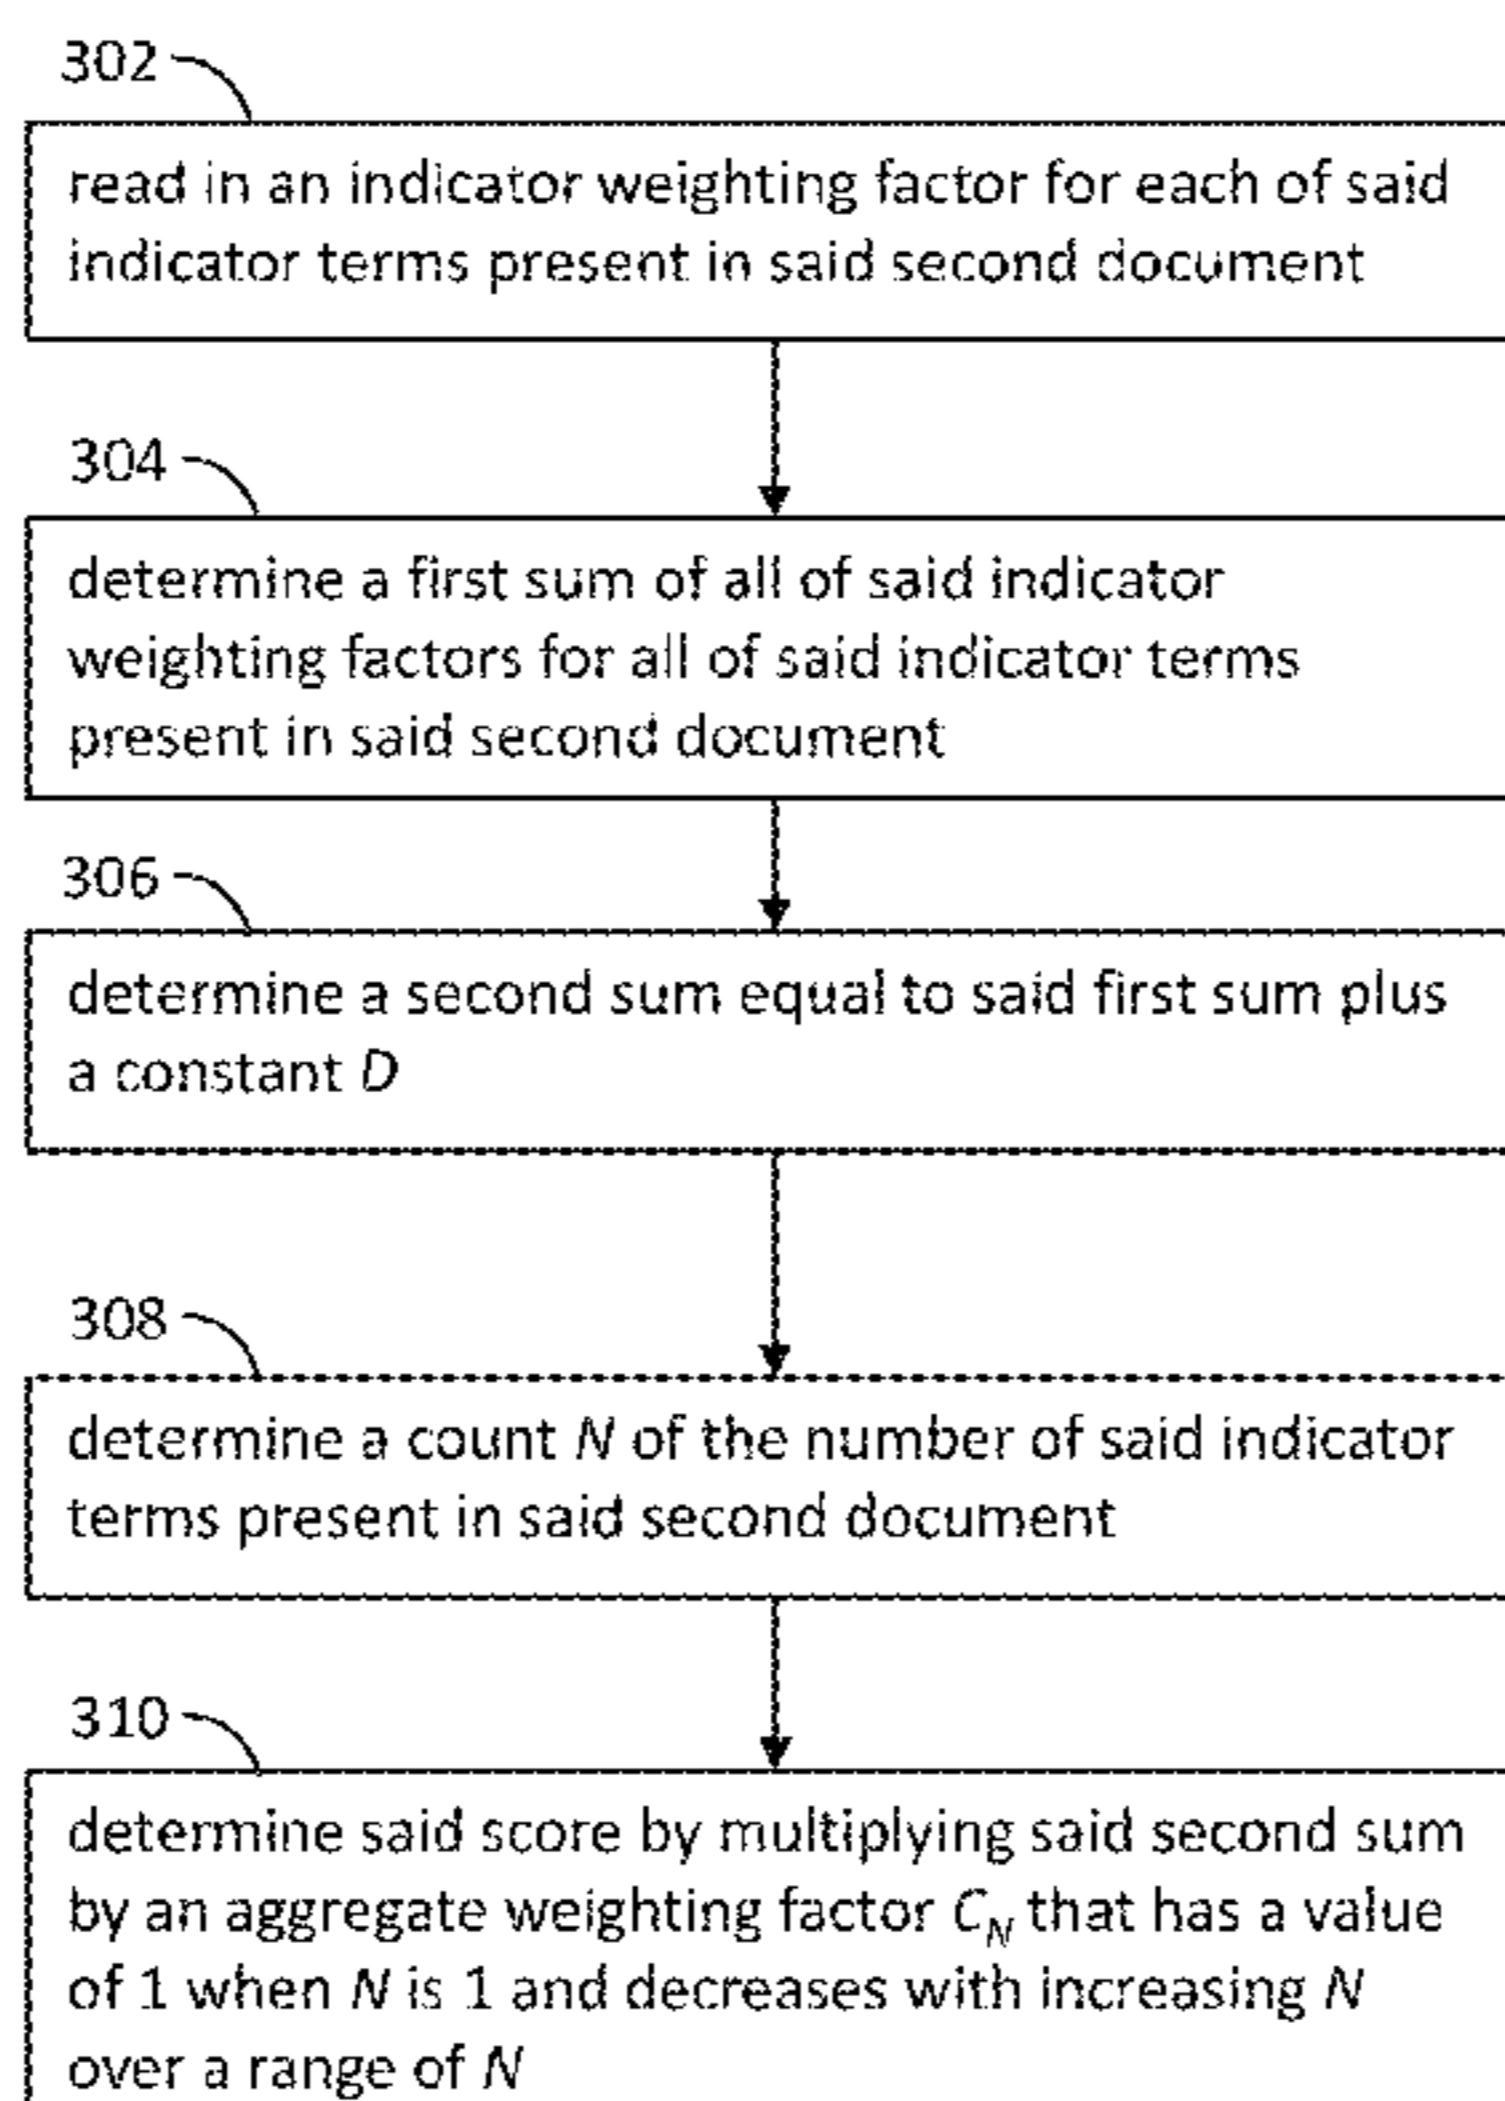 302
read in an indicator weighting factor for each of said
indicator terms present in said second document
304
determine a first sum of all of said indicator
weighting factors for all of said indicator terms
present in said second document
306
determine a second sum equal to said first sum plus
a constant D
308
determine a count N of the number of said indicator
terms present in said second document
310
determine said score by multiplying said second sum
by an aggregate weighting factor C_N that has a value
of 1 when N is 1 and decreases with increasing N
over a range of N